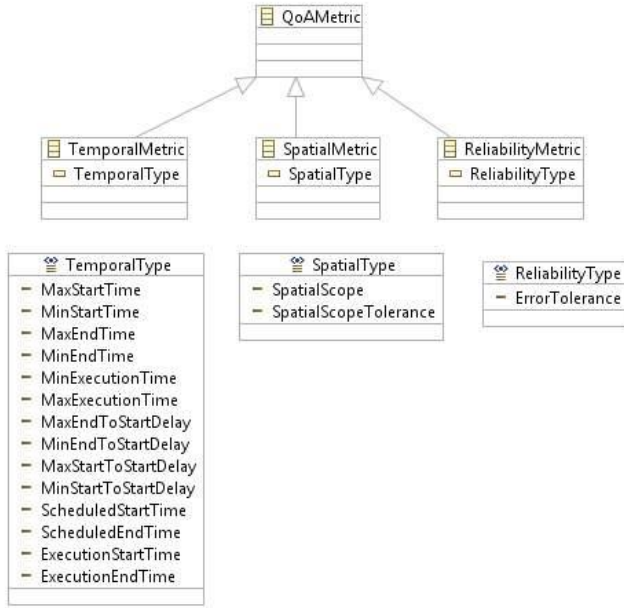 QoAMetric
TemporalMetric
TemporalType
SpatialMetric
SpatialType
ReliabilityMetric
ReliabilityType
TemporalType
MaxStartTime
MinStartTime
MaxEndTime
MinEndTime
MinExecutionTime
MaxExecutionTime
MaxEndToStartDelay
MinEndToStartDelay
MaxStartToStartDelay
MinStartToStartDelay
ScheduledStartTime
ScheduledEndTime
ExecutionStartTime
ExecutionEndTime
SpatialType
SpatialScope
SpatialScopeTolerance
ReliabilityType
ErrorTolerance